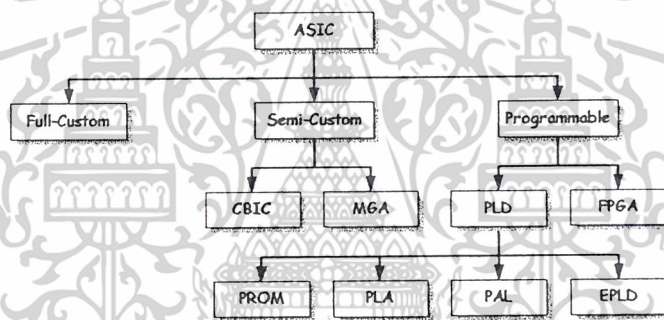 ASIC
Full-Custom
Semi-Custom
Programmable
CBIC
MGA
PLD
FPGA
PROM
PLA
PAL
EPLD